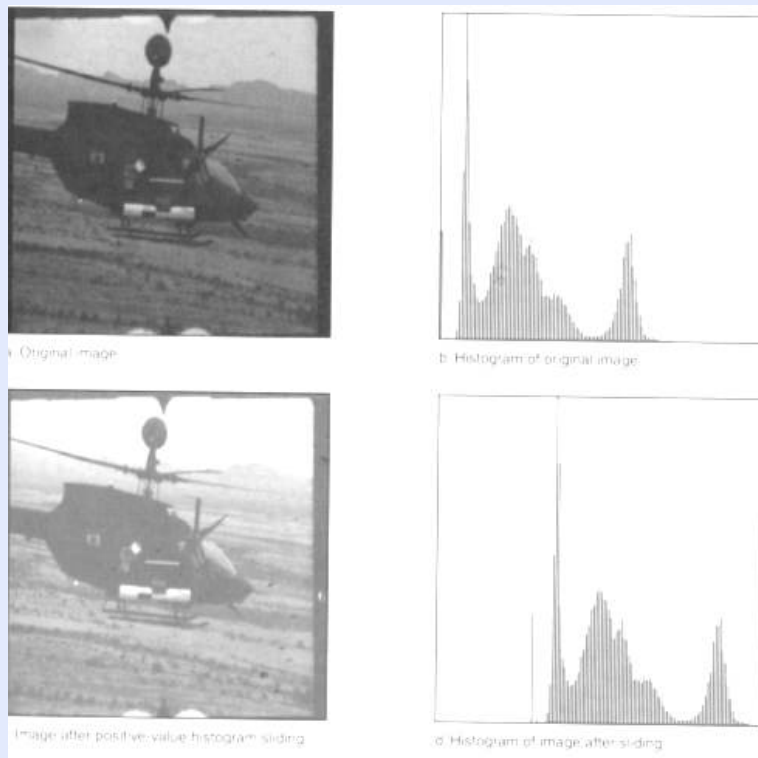 a. Original image
b. Histogram of original image
Image after positive-value histogram sliding
d. Histogram of image after sliding